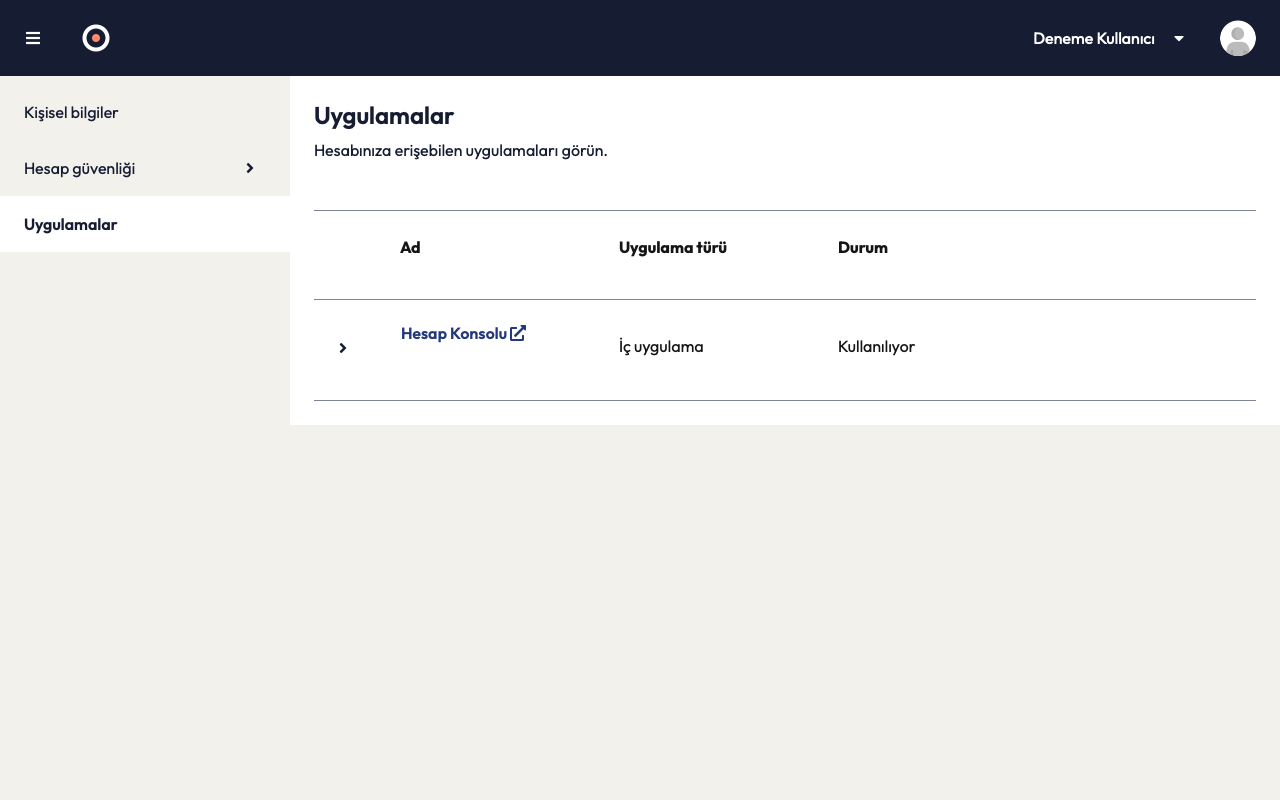 Deneme Kullanıcı
Kişisel bilgiler
Hesap güvenliği
Uygulamalar
Uygulamalar
Hesabınıza erişebilen uygulamaları görün.
Ad Uygulama türü Durum
Hesap Konsolu İç uygulama Kullanılıyor